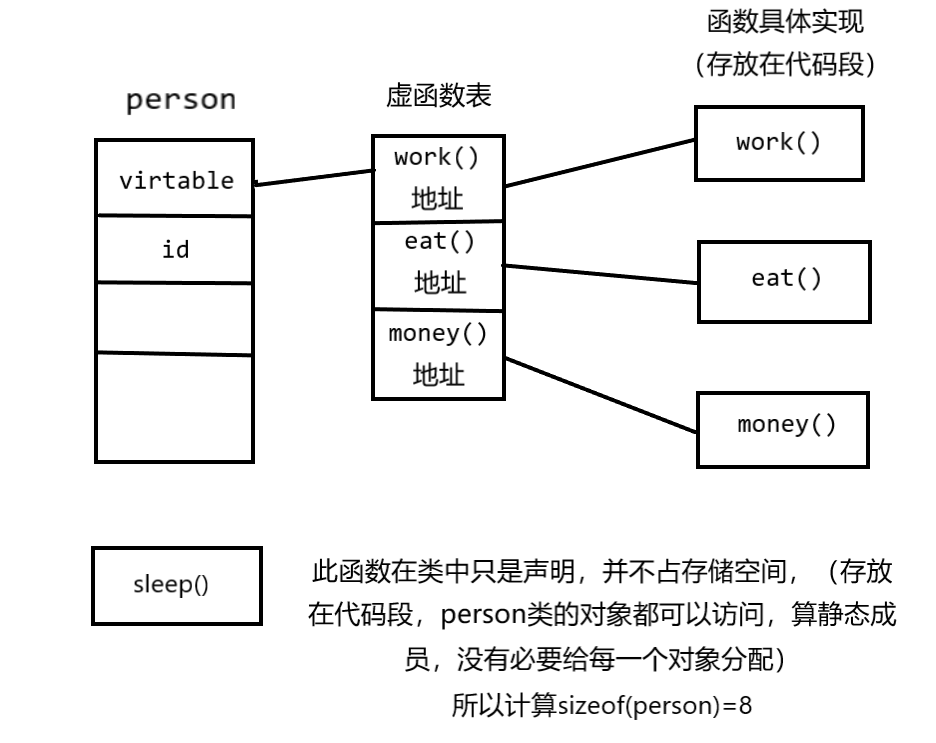 函数具体实现
（存放在代码段）
person
虚函数表
virtable
id
work()
地址
eat()
地址
money()
地址
work()
eat()
money()
sleep()
此函数在类中只是声明，并不占存储空间，（存放
在代码段，person类的对象都可以访问，算静态成
员，没有必要给每一个对象分配）
所以计算sizeof(person)=8